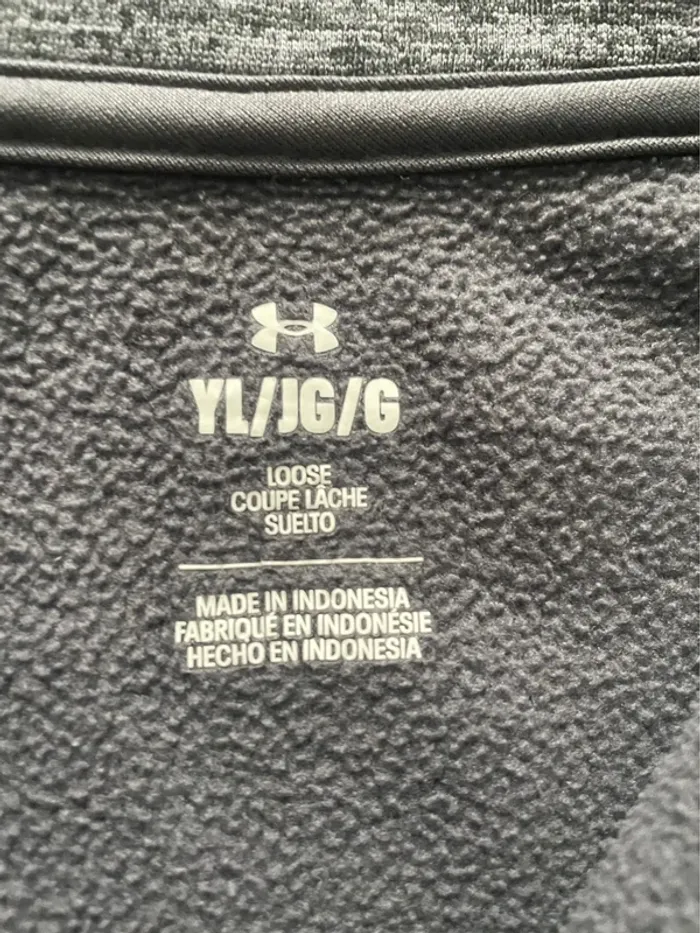 YL/JG/G
LOOSE
COUPE LÂCHE
SUELTO
MADE IN INDONESIA
FABRIQUÉ EN INDONÉSIE
HECHO EN INDONESIA